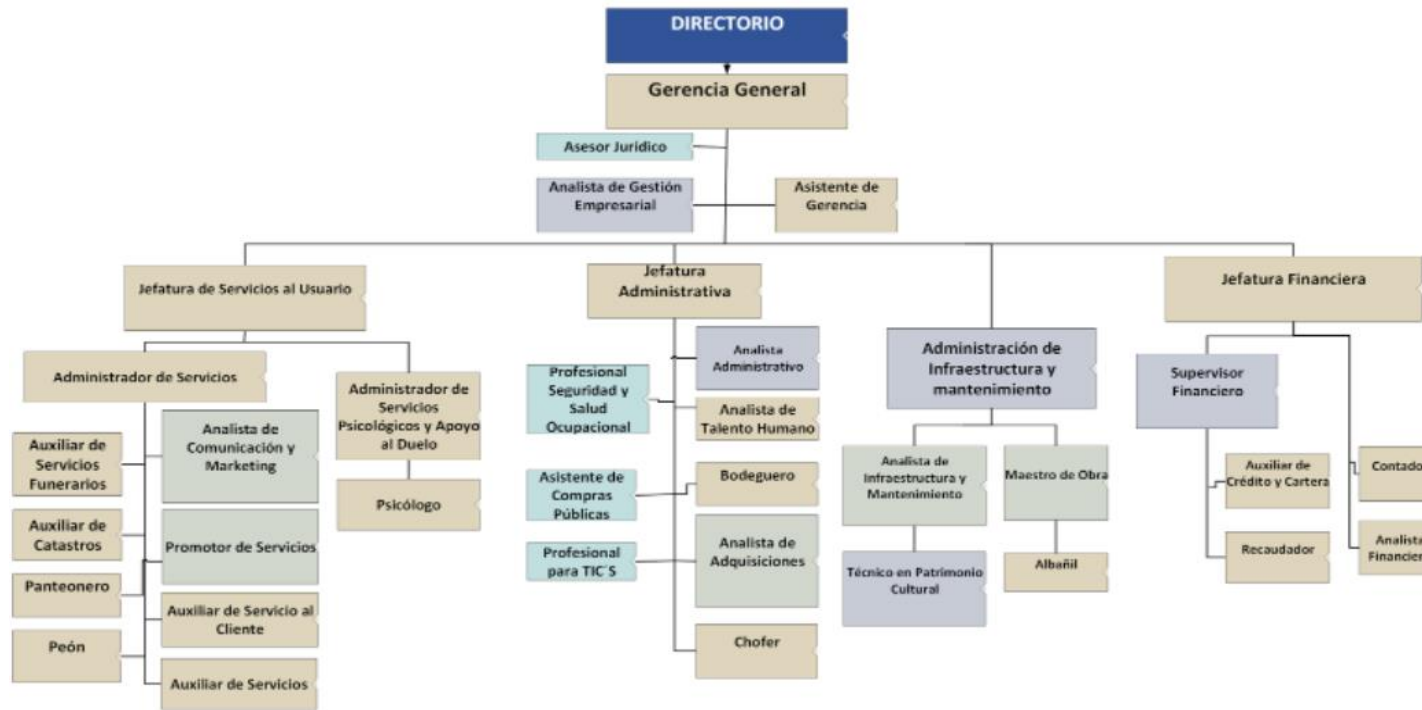 DIRECTORIO
Gerencia General
Asesor Jurídico
Analista de Gestión
Empresarial
Asistente de
Gerencia
Jefatura de Servicios al Usuario
Jefatura
Administrativa
Jefatura Financiera
Administrador de Servicios
Administrador de
Servicios
Psicológicos y Apoyo
al Duelo
Psicólogo
Analista de
Comunicación y
Marketing
Auxiliar de
Servicios
Funerarios
Auxiliar de
Catastros
Promotor de Servicios
Panteonero
Auxiliar de Servicio al
Cliente
Peón
Auxiliar de Servicios
Analista
Administrativo
Profesional
Seguridad y
Salud
Ocupacional
Analista de
Talento Humano
Asistente de
Compras
Públicas
Bodeguero
Profesional
para TIC´S
Analista de
Adquisiciones
Chofer
Administración de
Infraestructura y
mantenimiento
Analista de
Infraestructura y
Mantenimiento
Maestro de Obra
Técnico en Patrimonio
Cultural
Albañil
Supervisor
Financiero
Auxiliar de
Crédito y Cartera
Recaudador
Contado
Analista
Financier